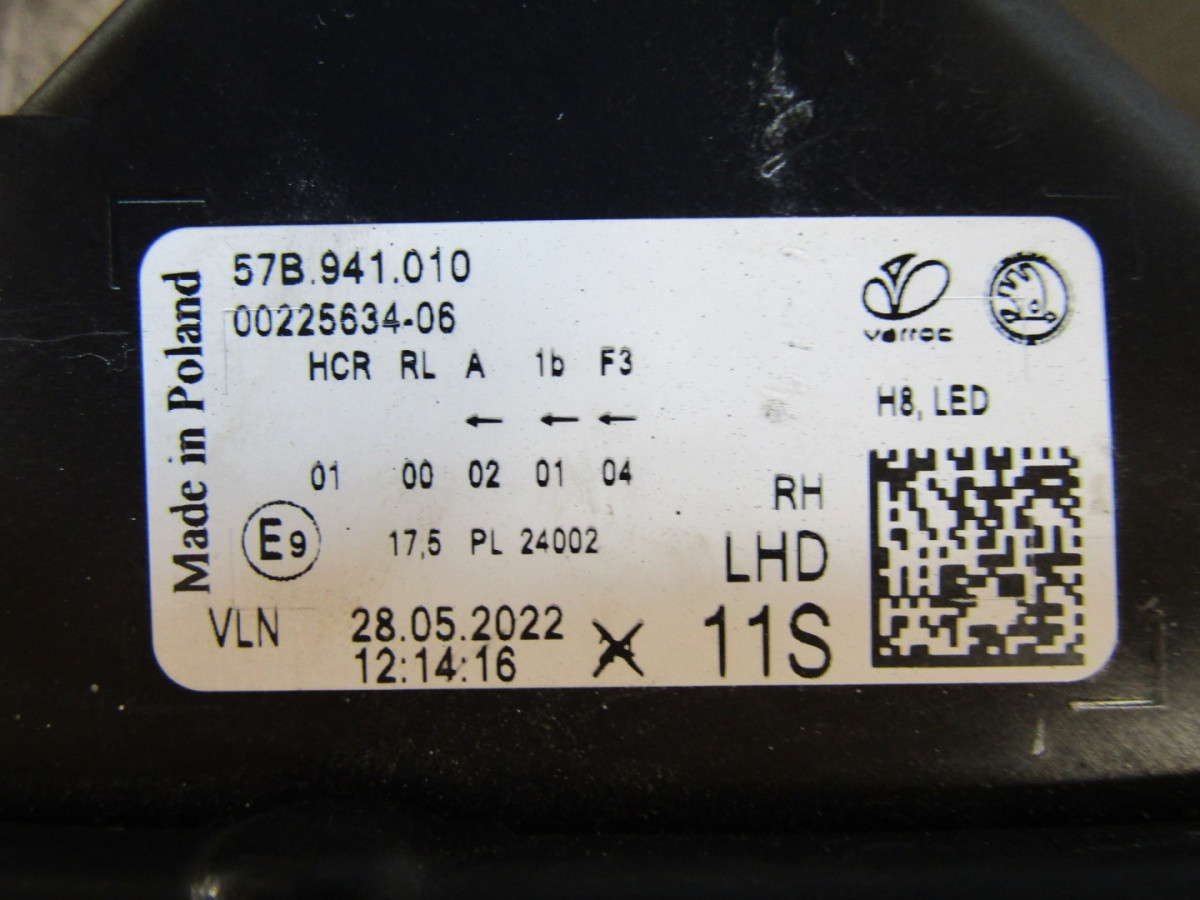 Made in Poland
57B.941.010
00225634-06
HCR RL A 1b F3
← ← ←
01 00 02 01 04
E9 17,5 PL 24002
VLN 28.05.2022
12:14:16
varroc
H8, LED
RH
LHD
11S